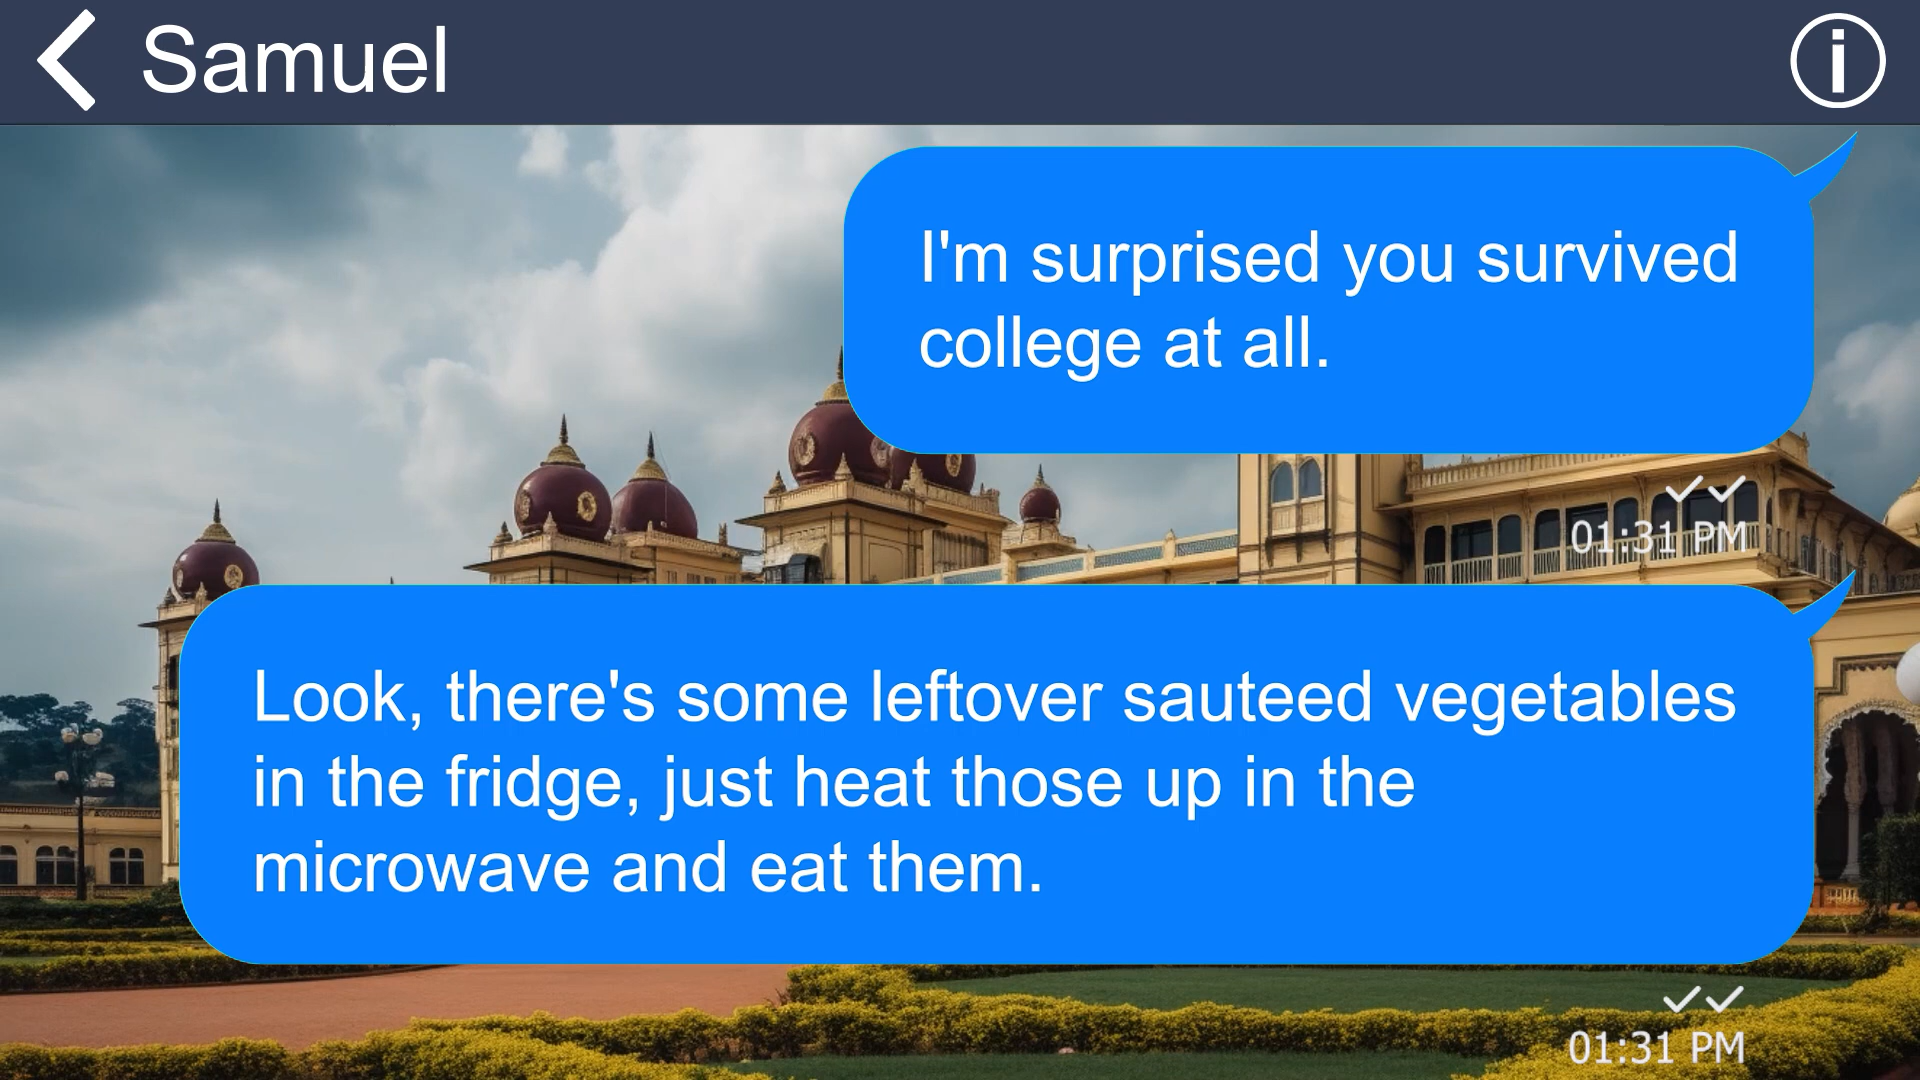 Samuel
I'm surprised you survived
college at all.
01:31 PM
Look, there's some leftover sauteed vegetables
in the fridge, just heat those up in the
microwave and eat them.
01:31 PM